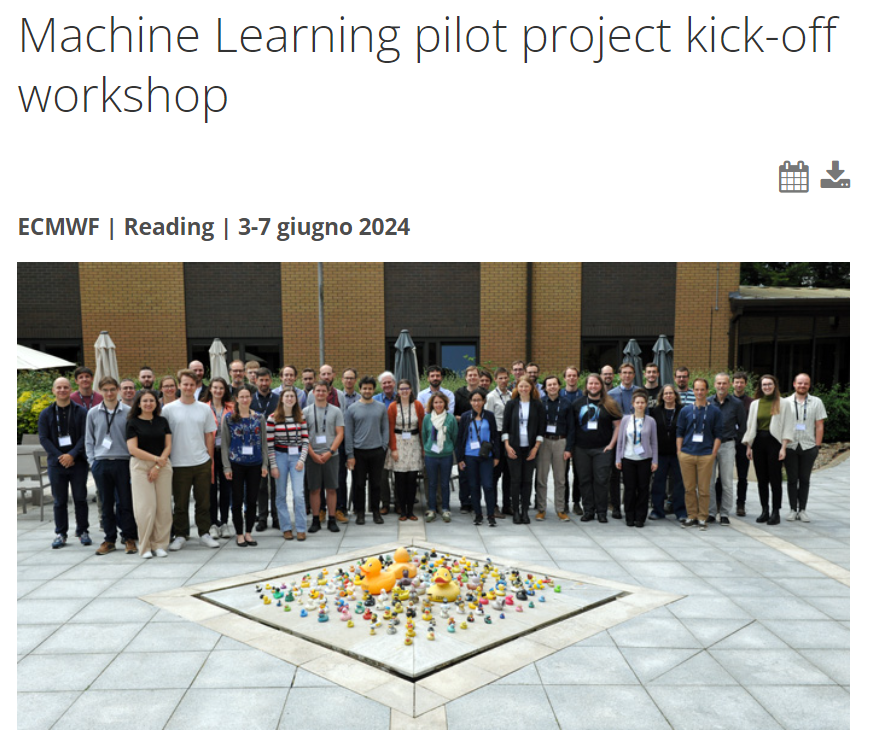 Machine Learning pilot project kick-off
workshop
ECMWF | Reading | 3-7 giugno 2024